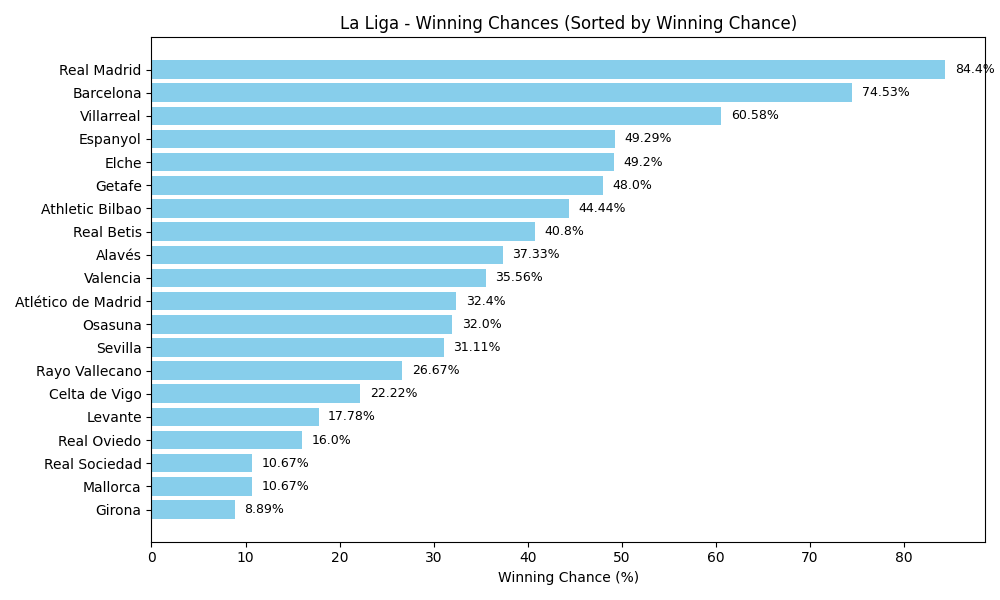 La Liga - Winning Chances (Sorted by Winning Chance)
Real Madrid 84.4%
Barcelona 74.53%
Villarreal 60.58%
Espanyol 49.29%
Elche 49.2%
Getafe 48.0%
Athletic Bilbao 44.44%
Real Betis 40.8%
Alavés 37.33%
Valencia 35.56%
Atlético de Madrid 32.4%
Osasuna 32.0%
Sevilla 31.11%
Rayo Vallecano 26.67%
Celta de Vigo 22.22%
Levante 17.78%
Real Oviedo 16.0%
Real Sociedad 10.67%
Mallorca 10.67%
Girona 8.89%
0 10 20 30 40 50 60 70 80
Winning Chance (%)